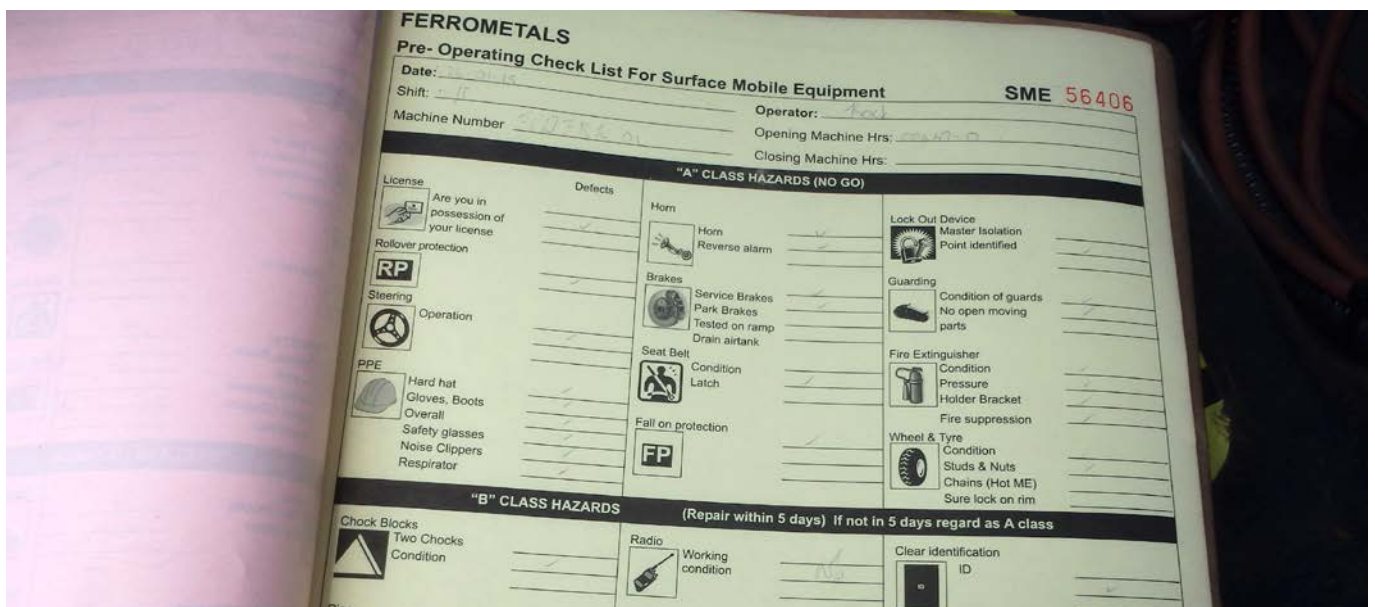 FERROMETALS
Pre- Operating Check List For Surface Mobile Equipment
SME 56406
Date:
Shift:
Machine Number
Operator:
Opening Machine Hrs:
Closing Machine Hrs:
"A" CLASS HAZARDS (NO GO)
License
Defects
Are you in
possession of
your license
Rollover protection
RP
Steering
Operation
PPE
Hard hat
Gloves, Boots
Overall
Safety glasses
Noise Clippers
Respirator
Horn
Horn
Reverse alarm
Brakes
Service Brakes
Park Brakes
Tested on ramp
Drain airtank
Seat Belt
Condition
Latch
Fall on protection
FP
Lock Out Device
Master Isolation
Point identified
Guarding
Condition of guards
No open moving
parts
Fire Extinguisher
Condition
Pressure
Holder Bracket
Fire suppression
Wheel & Tyre
Condition
Studs & Nuts
Chains (Hot ME)
Sure lock on rim
"B" CLASS HAZARDS (Repair within 5 days) If not in 5 days regard as A class
Chock Blocks
Two Chocks
Condition
Radio
Working
condition
No
Clear identification
ID
ID